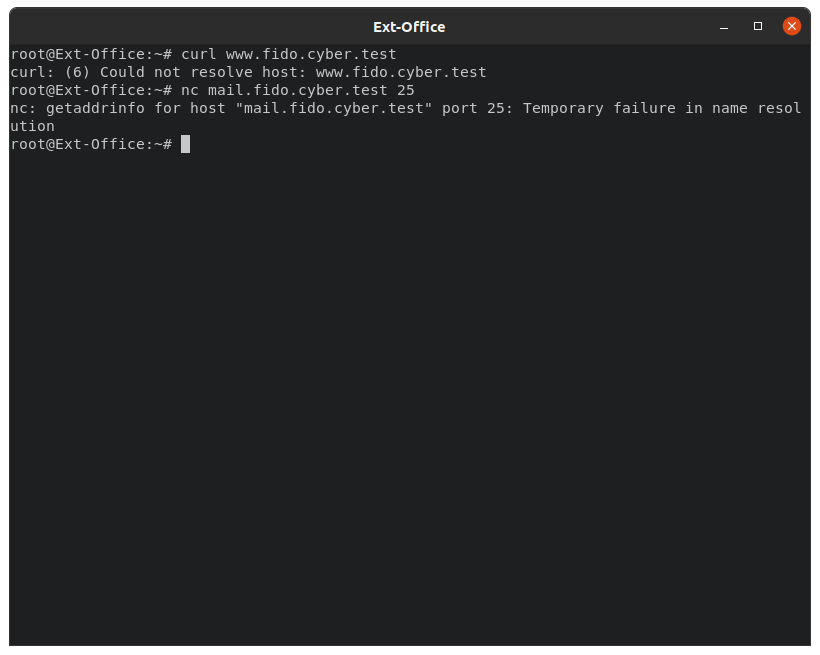 Ext-Office
root@Ext-Office:~# curl www.fido.cyber.test
curl: (6) Could not resolve host: www.fido.cyber.test
root@Ext-Office:~# nc mail.fido.cyber.test 25
nc: getaddrinfo for host "mail.fido.cyber.test" port 25: Temporary failure in name resol
ution
root@Ext-Office:~#